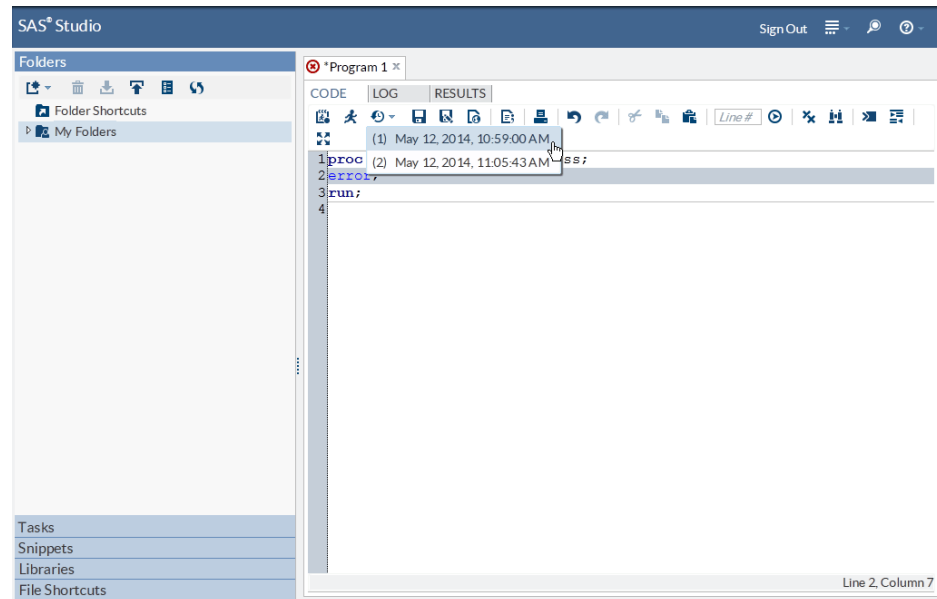 SAS® Studio
Sign Out
Folders
*Program 1
CODE LOG RESULTS
Line #
Folder Shortcuts
My Folders
(1) May 12, 2014, 10:59:00 AM
(2) May 12, 2014, 11:05:43 AM
1 proc ss;
2 error;
3 run;
4
Tasks
Snippets
Libraries
File Shortcuts
Line 2, Column 7